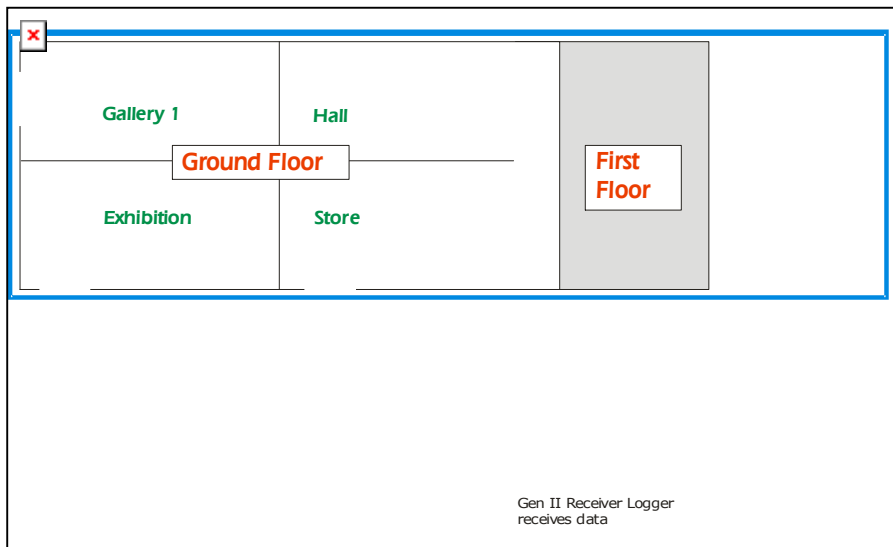 Gallery 1
Hall
Ground Floor
First
Floor
Exhibition
Store
Gen II Receiver Logger
receives data